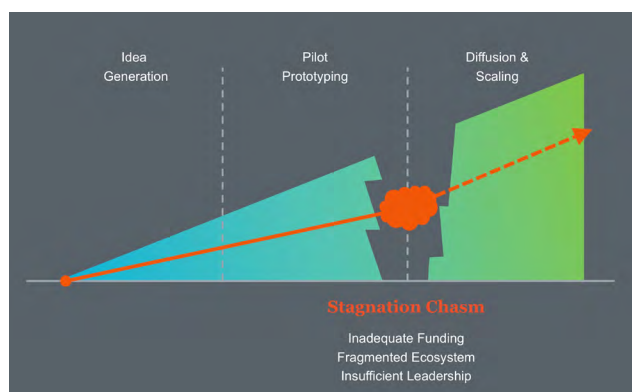 Idea
Generation
Pilot
Prototyping
Diffusion &
Scaling
Stagnation Chasm
Inadequate Funding
Fragmented Ecosystem
Insufficient Leadership